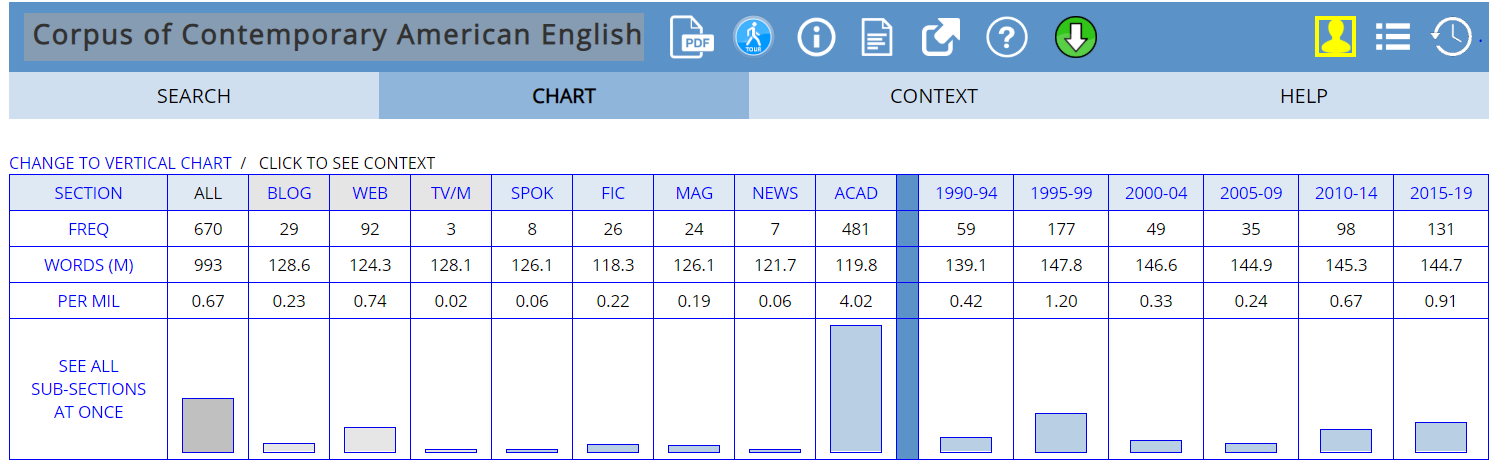 Corpus of Contemporary American English
PDF
TOUR
SEARCH CHART CONTEXT HELP
CHANGE TO VERTICAL CHART / CLICK TO SEE CONTEXT
SECTION ALL BLOG WEB TV/M SPOK FIC MAG NEWS ACAD 1990-94 1995-99 2000-04 2005-09 2010-14 2015-19
FREQ 670 29 92 3 8 26 24 7 481 59 177 49 35 98 131
WORDS (M) 993 128.6 124.3 128.1 126.1 118.3 126.1 121.7 119.8 139.1 147.8 146.6 144.9 145.3 144.7
PER MIL 0.67 0.23 0.74 0.02 0.06 0.22 0.19 0.06 4.02 0.42 1.20 0.33 0.24 0.67 0.91
SEE ALL
SUB-SECTIONS
AT ONCE